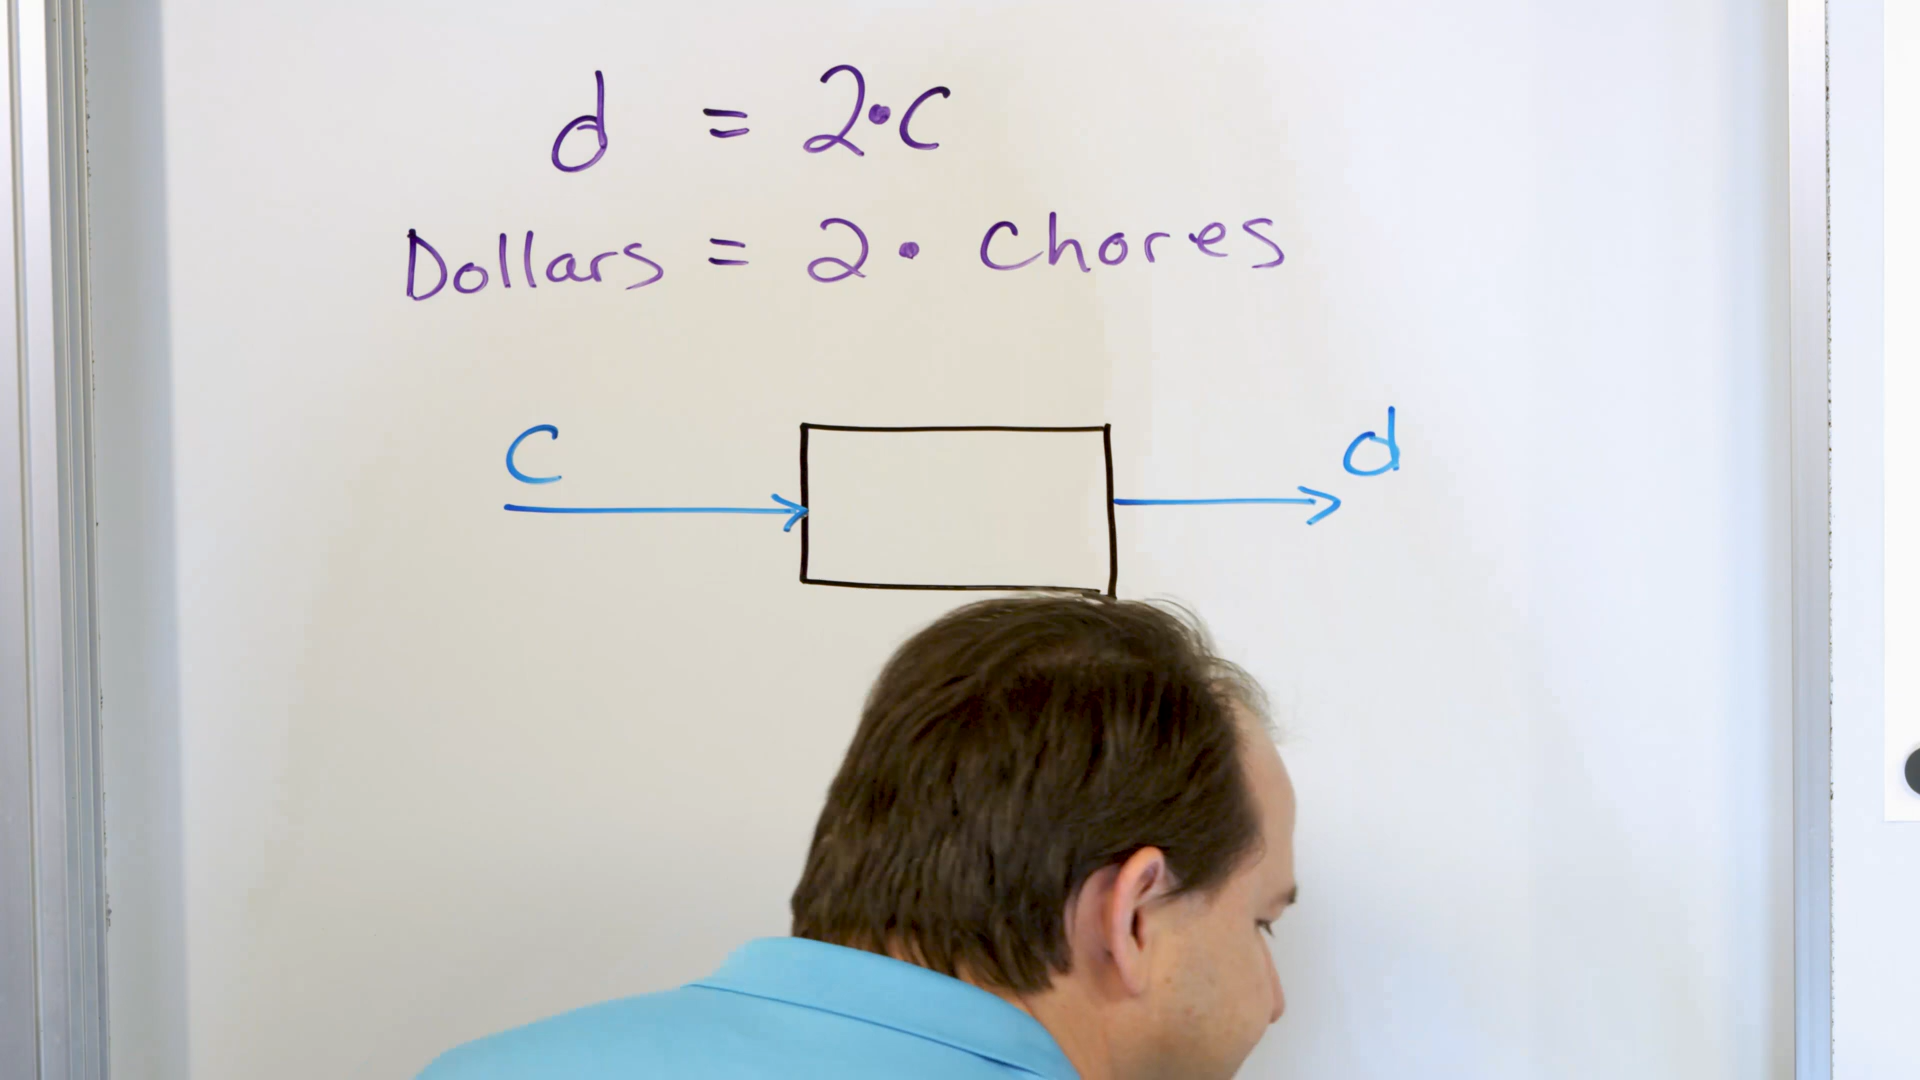 d = 2•C
Dollars = 2 • Chores
C d